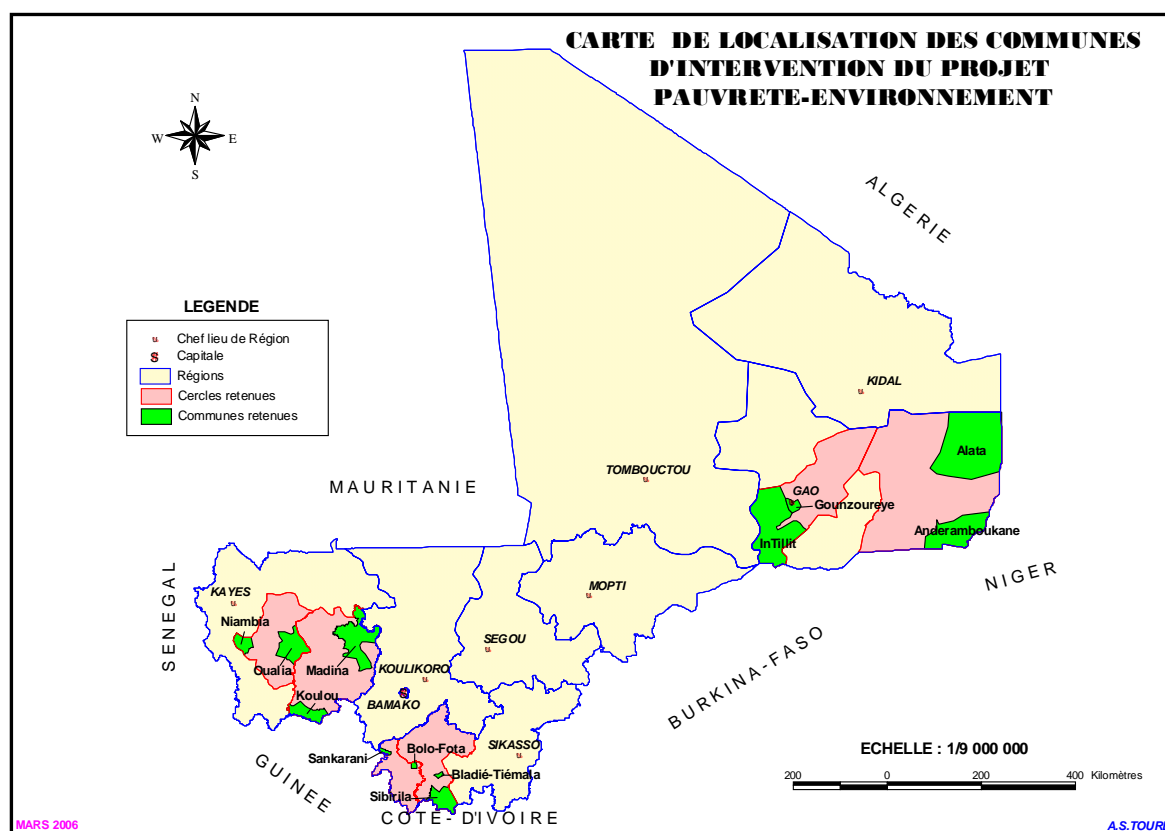 CARTE DE LOCALISATION DES COMMUNES
D'INTERVENTION DU PROJET
PAUVRETE-ENVIRONNEMENT
N
W E
S
ALGERIE
LEGENDE
u Chef lieu de Région
S Capitale
Régions
Cercles retenues
Communes retenues
KIDAL
Alata
TOMBOUCTOU
MAURITANIE
GAO
Gounzoureye
Anderamboukane
InTillit
NIGER
SENEGAL
KAYES
MOPTI
Niambia
SEGOU
BURKINA-FASO
Oualia
Madina
KOULIKORO
Koulou
BAMAKO
SIKASSO
Sankarani
Bolo-Fota
Bladié-Tiémala
GUINEE
Sibirila
COTE- D'IVOIRE
ECHELLE : 1/9 000 000
200 0 200 400 Kilomètres
MARS 2006
A.S.TOURE